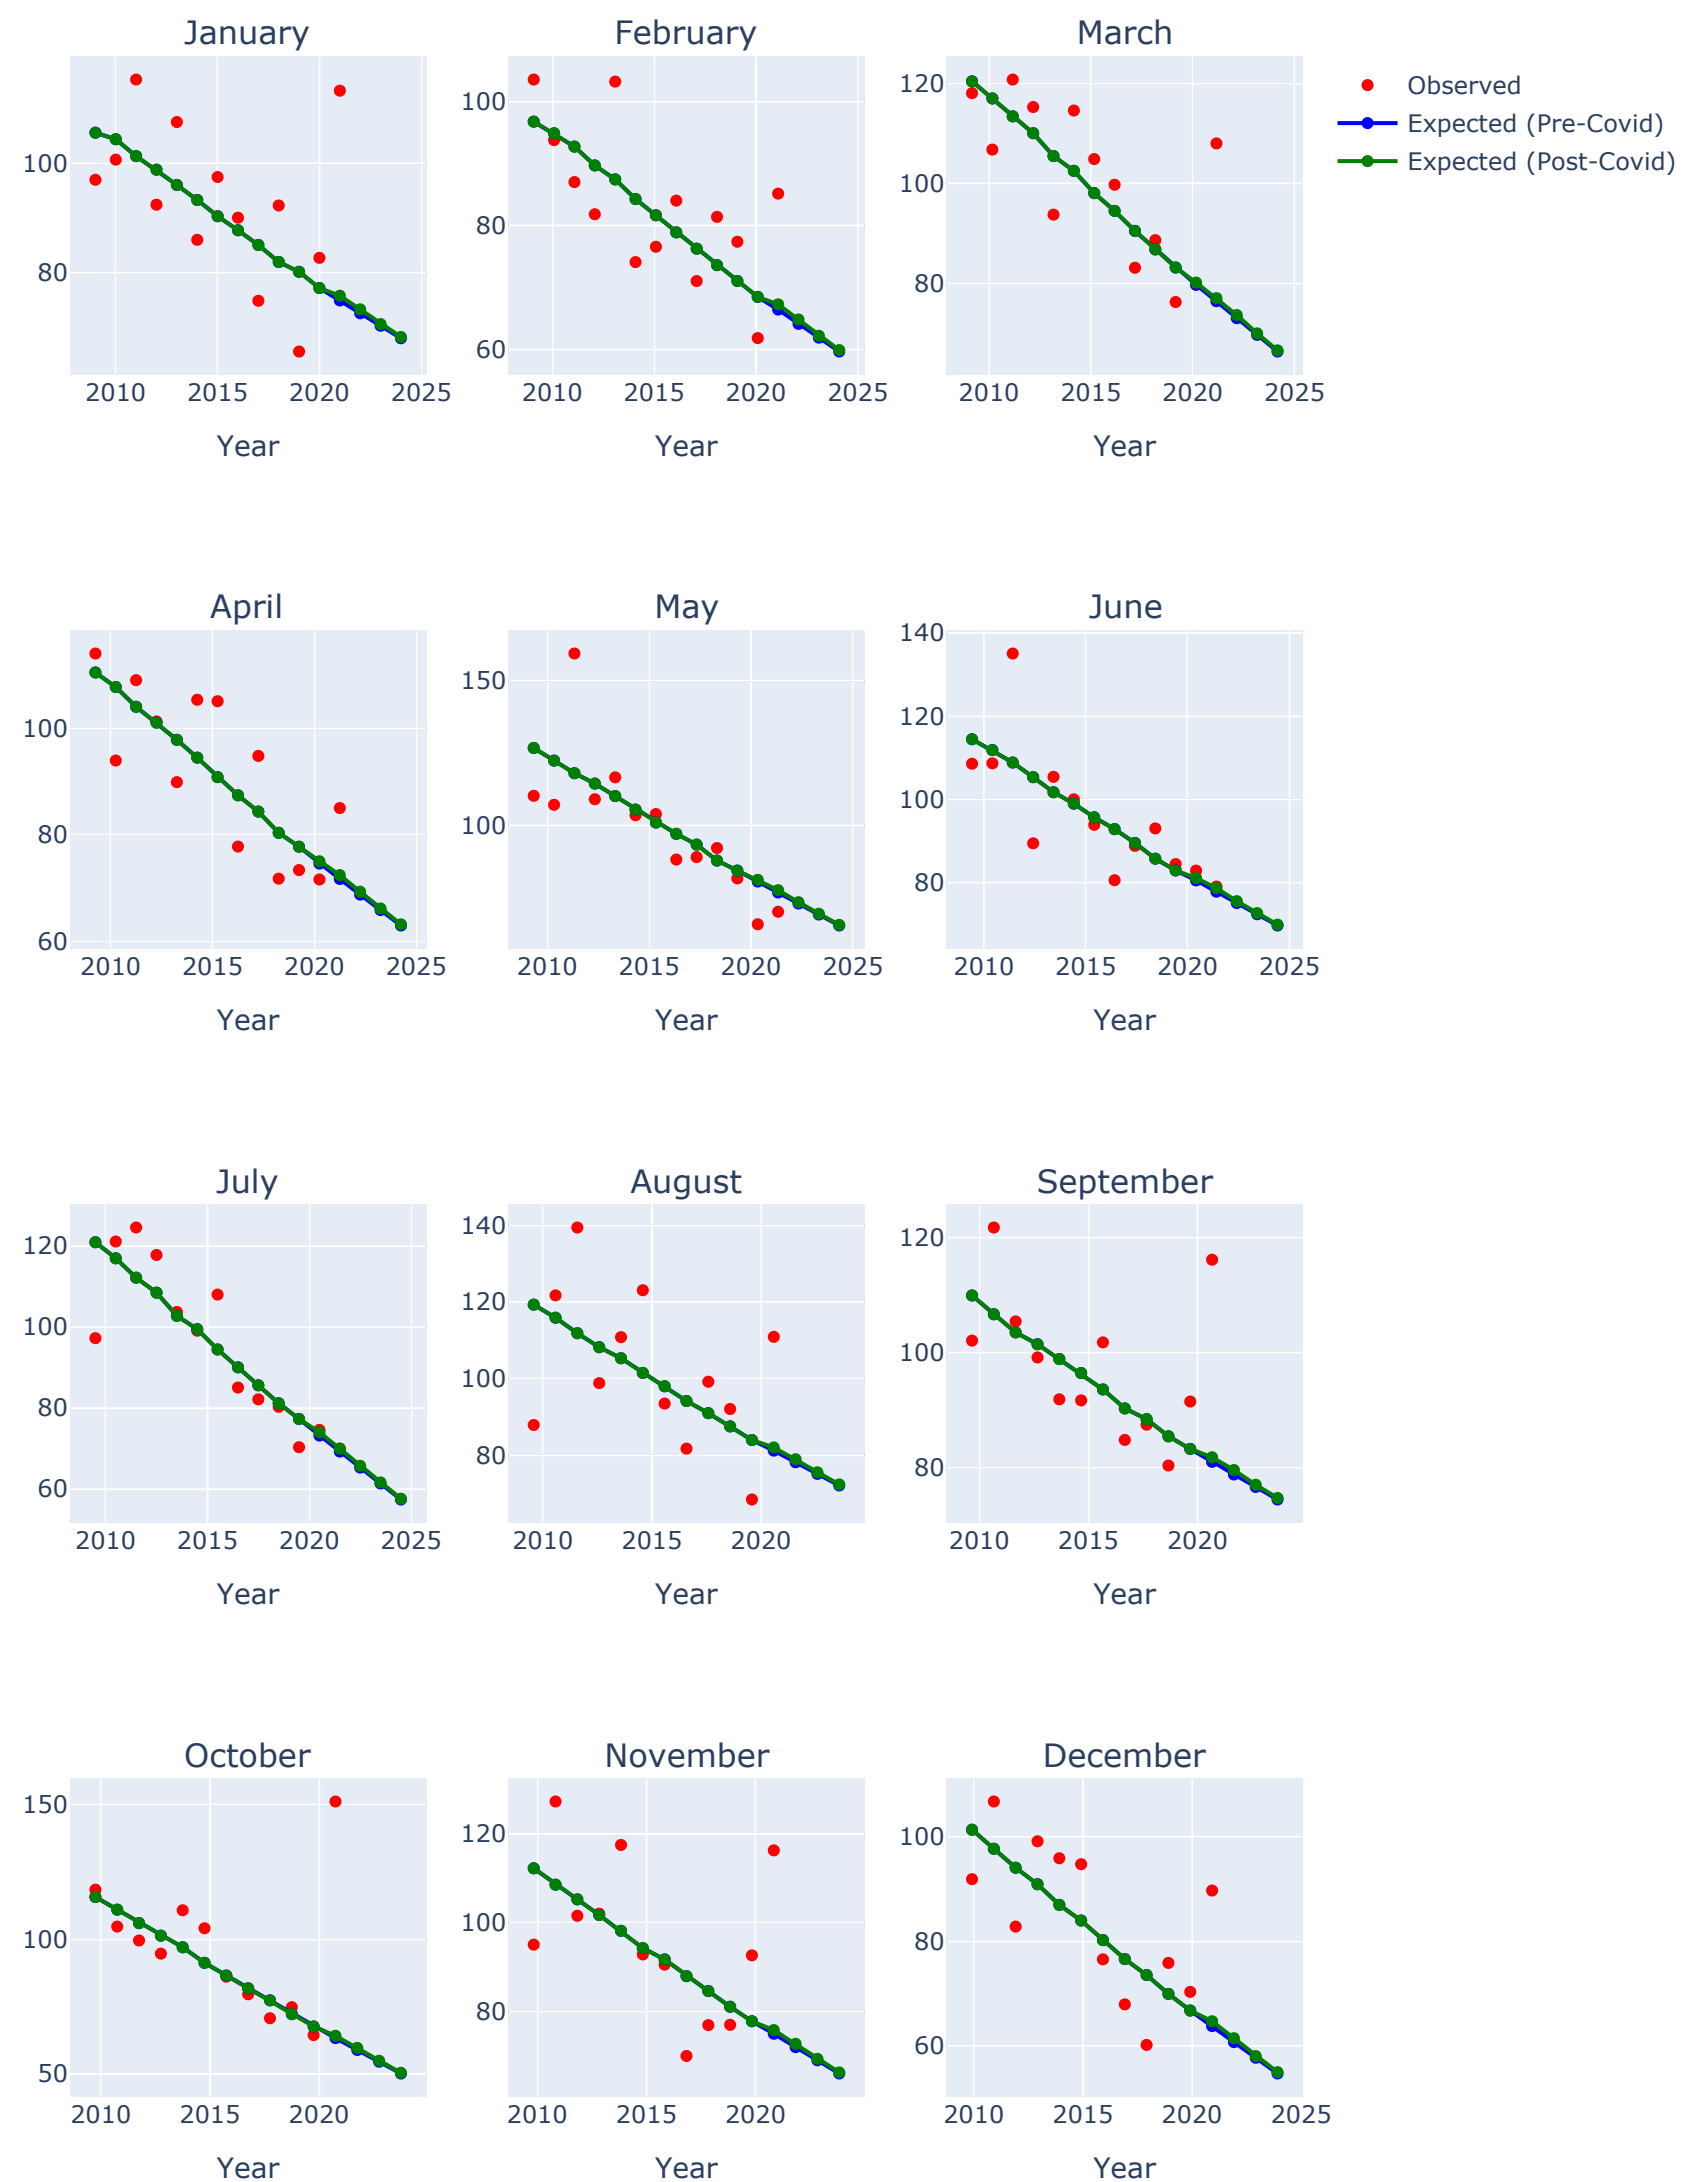 January February March
Observed
Expected (Pre-Covid)
Expected (Post-Covid)
100 100 120
80 80 100
60 80
2010 2015 2020 2025 2010 2015 2020 2025 2010 2015 2020 2025
Year Year Year
April May June
100 150 140
80 100 120
60 100
80
2010 2015 2020 2025 2010 2015 2020 2025 2010 2015 2020 2025
Year Year Year
July August September
120 140 120
100 120 100
80 100 80
60 80
2010 2015 2020 2025 2010 2015 2020 2010 2015 2020
Year Year Year
October November December
150 120 100
100 100 80
50 80 60
2010 2015 2020 2010 2015 2020 2010 2015 2020 2025
Year Year Year